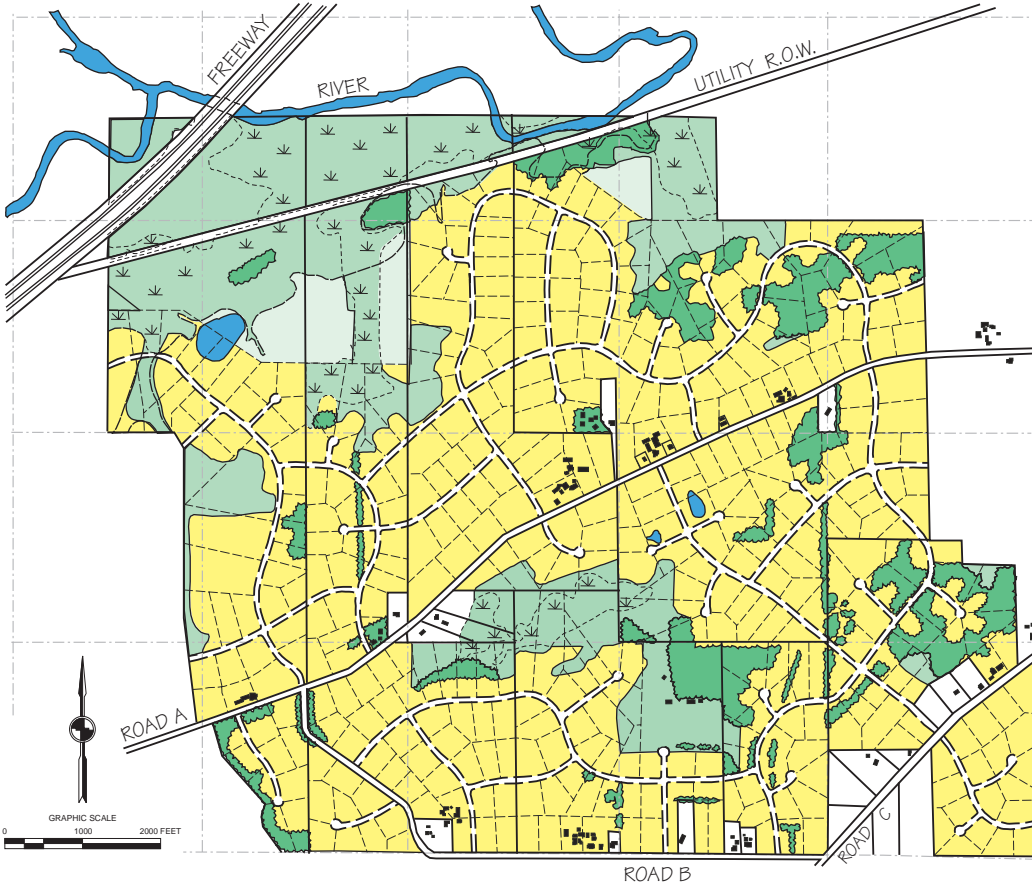 FREEWAY
RIVER
UTILITY R.O.W.
ROAD A
GRAPHIC SCALE
0 1000 2000 FEET
ROAD B
ROAD C